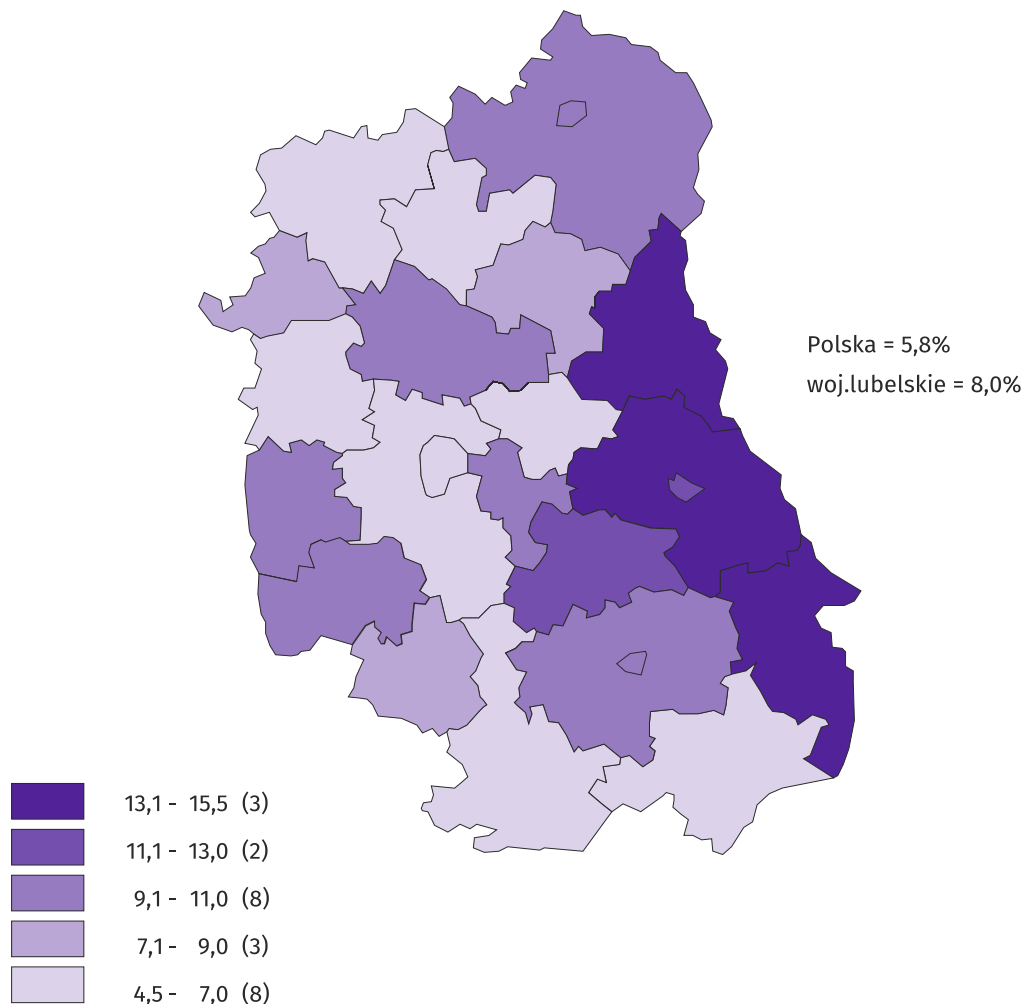 Polska = 5,8%
woj.lubelskie = 8,0%
13,1 - 15,5 (3)
11,1 - 13,0 (2)
9,1 - 11,0 (8)
7,1 - 9,0 (3)
4,5 - 7,0 (8)